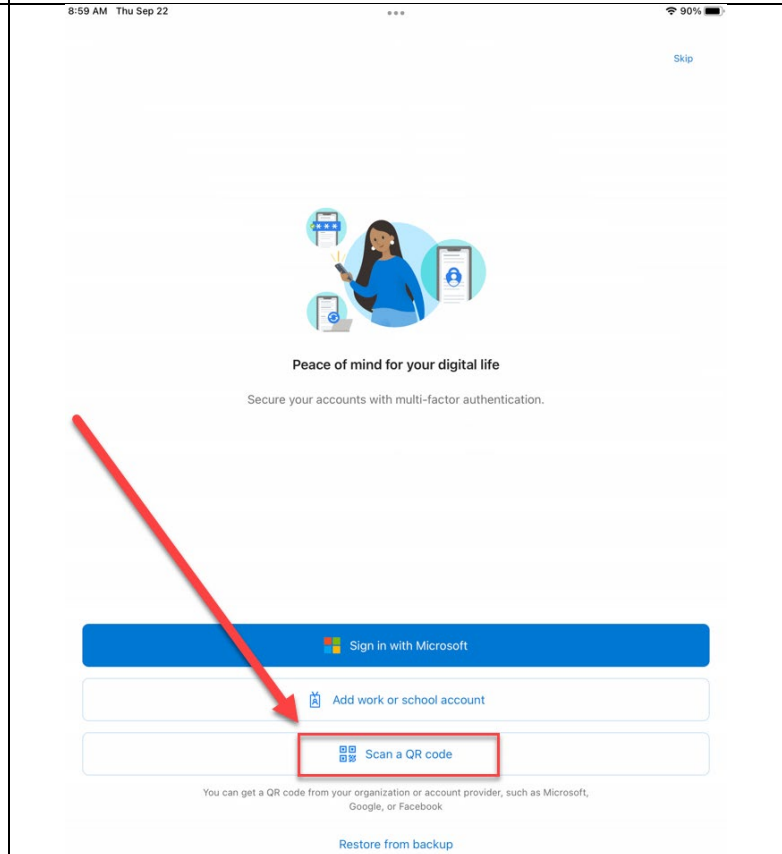 8:59 AM Thu Sep 22
90%
Skip
Peace of mind for your digital life
Secure your accounts with multi-factor authentication.
Sign in with Microsoft
Add work or school account
Scan a QR code
You can get a QR code from your organization or account provider, such as Microsoft,
Google, or Facebook
Restore from backup